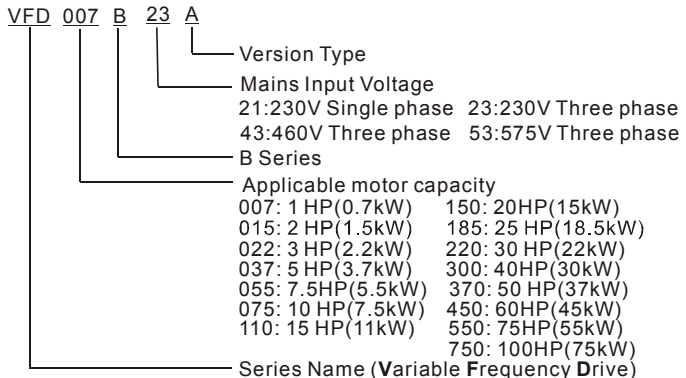 VFD 007 B 23 A
Version Type
Mains Input Voltage
21:230V Single phase 23:230V Three phase
43:460V Three phase 53:575V Three phase
B Series
Applicable motor capacity
007: 1 HP(0.7kW) 150: 20HP(15kW)
015: 2 HP(1.5kW) 185: 25 HP(18.5kW)
022: 3 HP(2.2kW) 220: 30 HP(22kW)
037: 5 HP(3.7kW) 300: 40HP(30kW)
055: 7.5HP(5.5kW) 370: 50 HP(37kW)
075: 10 HP(7.5kW) 450: 60HP(45kW)
110: 15 HP(11kW) 550: 75HP(55kW)
750: 100HP(75kW)
Series Name (Variable Frequency Drive)